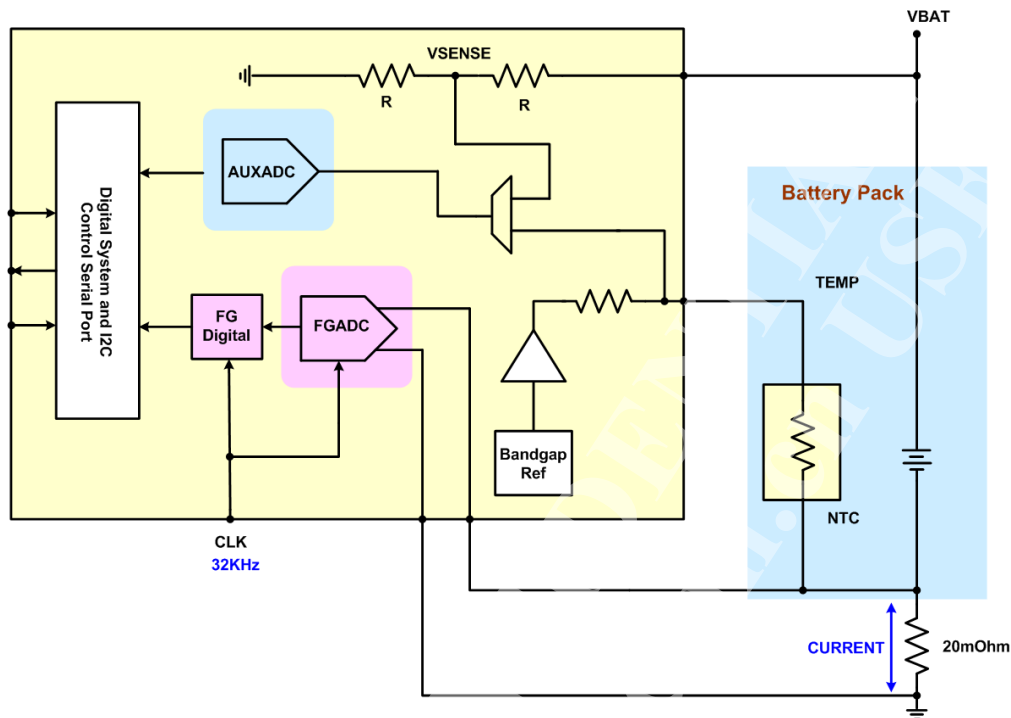 VBAT
VSENSE
R
R
AUXADC
Battery Pack
Digital System and I2C
Control Serial Port
TEMP
FG
Digital
FGADC
Bandgap
Ref
NTC
CLK
32KHz
CURRENT
20mOhm